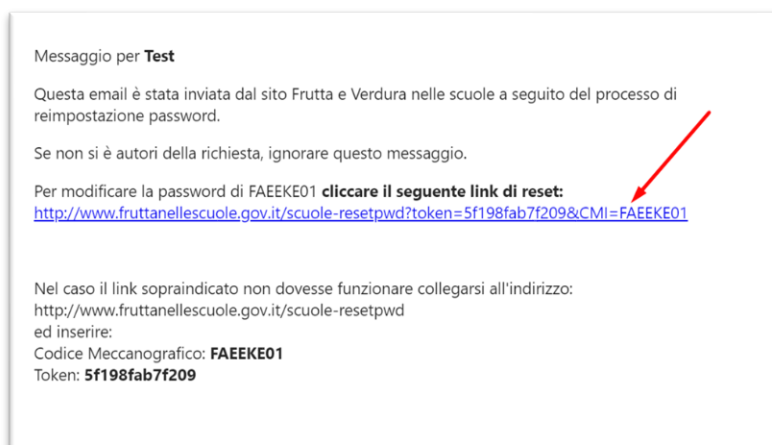 Messaggio per Test
Questa email è stata inviata dal sito Frutta e Verdura nelle scuole a seguito del processo di
reimpostazione password.
Se non si è autori della richiesta, ignorare questo messaggio.
Per modificare la password di FAEEKE01 cliccare il seguente link di reset:
http://www.fruttanellescuole.gov.it/scuole-resetpwd?token=5f198fab7f209&CMI=FAEEKE01
Nel caso il link sopraindicato non dovesse funzionare collegarsi all'indirizzo:
http://www.fruttanellescuole.gov.it/scuole-resetpwd
ed inserire:
Codice Meccanografico: FAEEKE01
Token: 5f198fab7f209